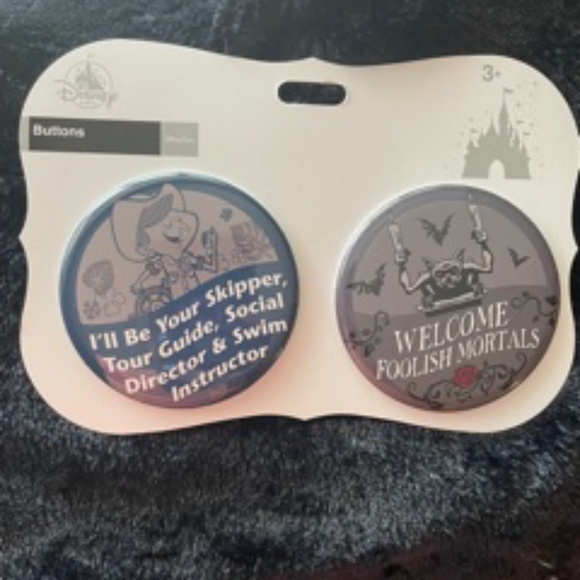 Disney
3+
Buttons
I'll Be Your Skipper,
Tour Guide, Social
Director & Swim
Instructor
WELCOME
FOOLISH MORTALS